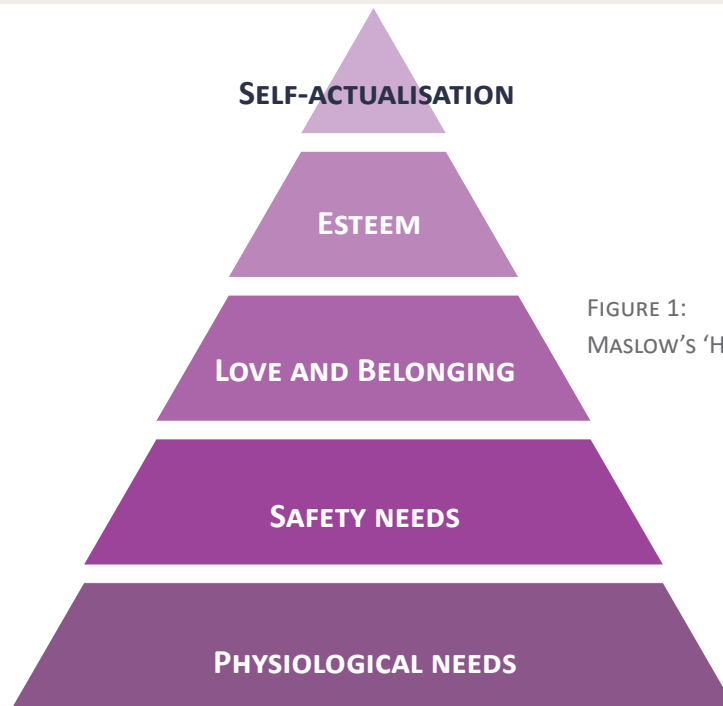 Self-actualisation
Esteem
Figure 1:
Maslow's ‘H
Love and Belonging
Safety needs
Physiological needs